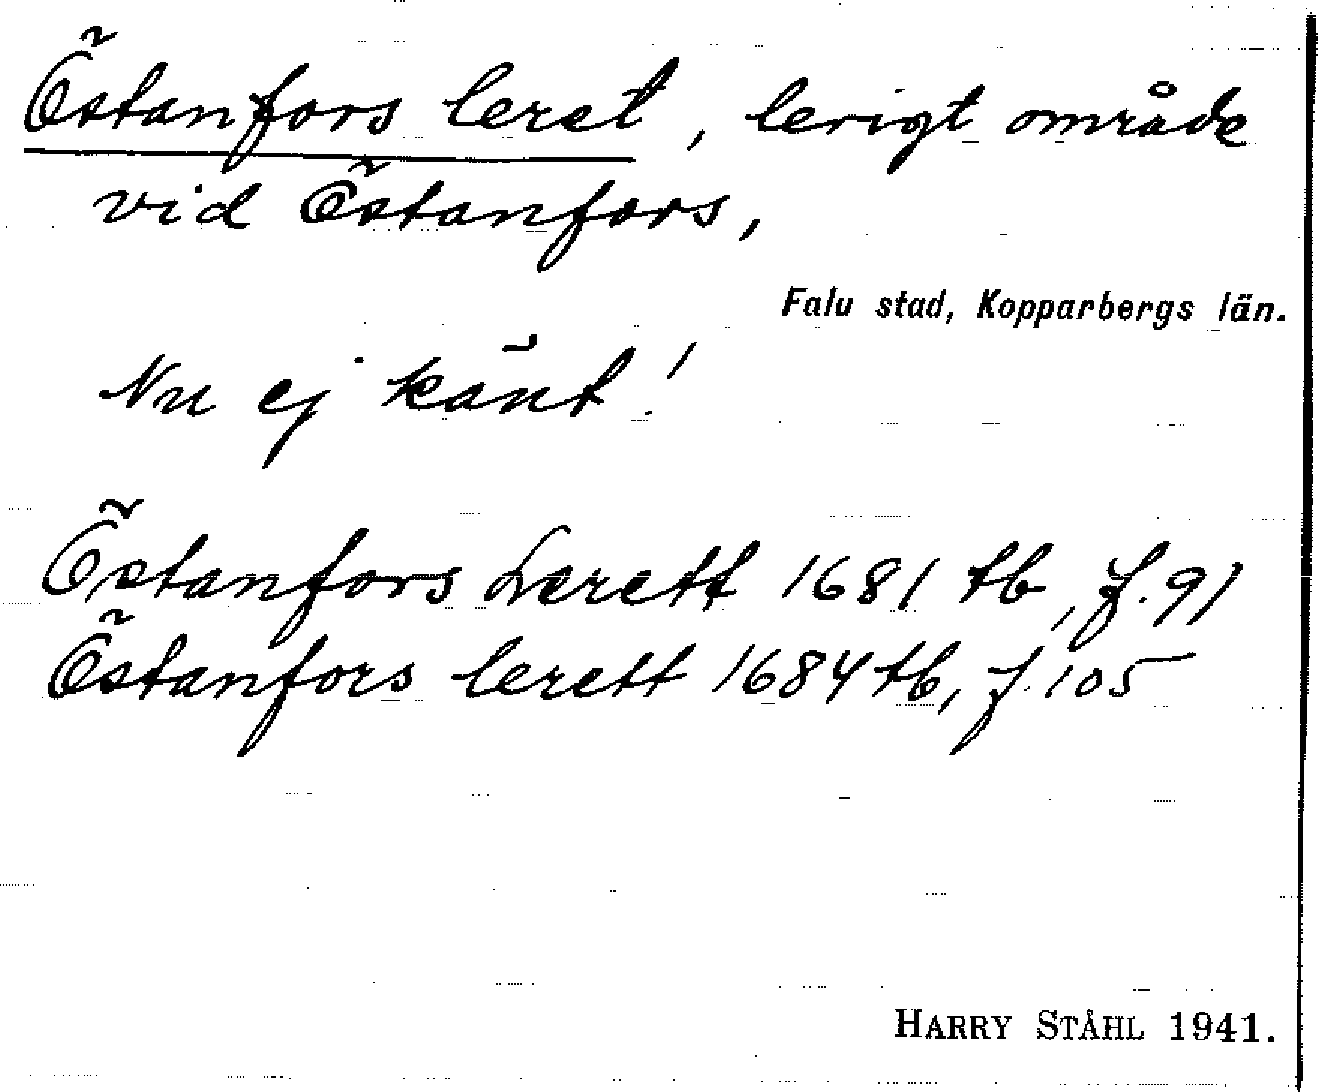 Östanfors leret, lerigt område
vid Östanfors,
Falu stad, Kopparbergs län.
Nu ej känt!
Östanfors Lerett 1681 tb, f. 91
Östanfors lerett 1684 tb, f. 105
HARRY STÅHL 1941.